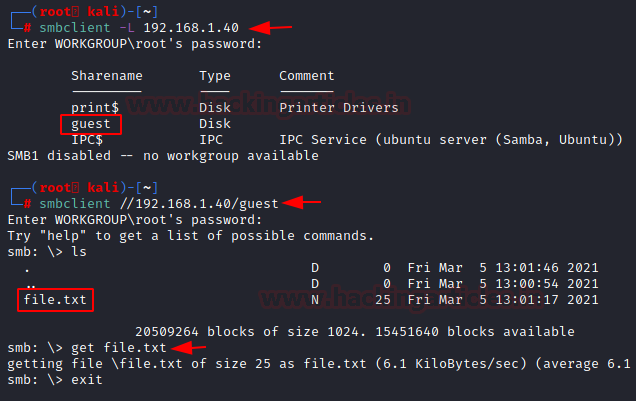 ┌──(root💀kali)-[~]
└─# smbclient -L 192.168.1.40
Enter WORKGROUP\root's password:
Sharename Type Comment
--------- ---- -------
print$ Disk Printer Drivers
guest Disk
IPC$ IPC IPC Service (ubuntu server (Samba, Ubuntu))
SMB1 disabled -- no workgroup available
┌──(root💀kali)-[~]
└─# smbclient //192.168.1.40/guest
Enter WORKGROUP\root's password:
Try "help" to get a list of possible commands.
smb: \> ls
. D 0 Fri Mar 5 13:01:46 2021
.. D 0 Fri Mar 5 13:00:54 2021
file.txt N 25 Fri Mar 5 13:01:17 2021
20509264 blocks of size 1024. 15451640 blocks available
smb: \> get file.txt
getting file \file.txt of size 25 as file.txt (6.1 KiloBytes/sec) (average 6.1
smb: \> exit